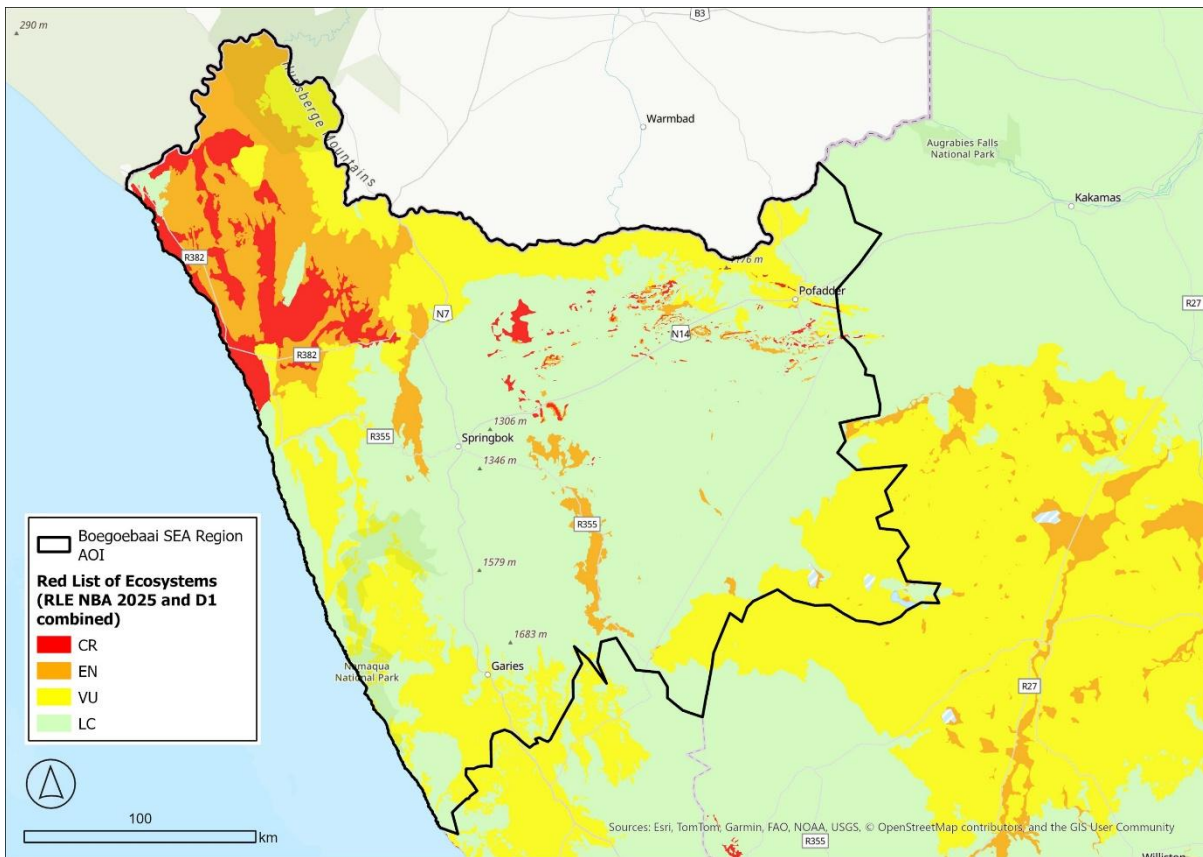 290 m
B3
Hunsberge Mountains
Warmbad
Augrabies Falls
National Park
Kakamas
R382
1176 m
Pofadder
R27
N7
N14
R382
1306 m
R355
Springbok
1346 m
R355
1579 m
1683 m
Namaqua
National Park
Garies
R27
Boegoebaai SEA Region
AOI
Red List of Ecosystems
(RLE NBA 2025 and D1
combined)
CR
EN
VU
LC
100
km
Sources: Esri, TomTom, Garmin, FAO, NOAA, USGS, © OpenStreetMap contributors, and the GIS User Community
R355
Williston